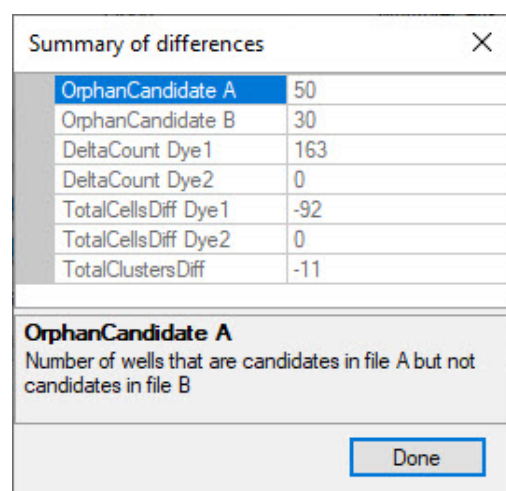 Summary of differences
OrphanCandidate A 50
OrphanCandidate B 30
DeltaCount Dye1 163
DeltaCount Dye2 0
TotalCellsDiff Dye1 -92
TotalCellsDiff Dye2 0
TotalClustersDiff -11
OrphanCandidate A
Number of wells that are candidates in file A but not
candidates in file B
Done